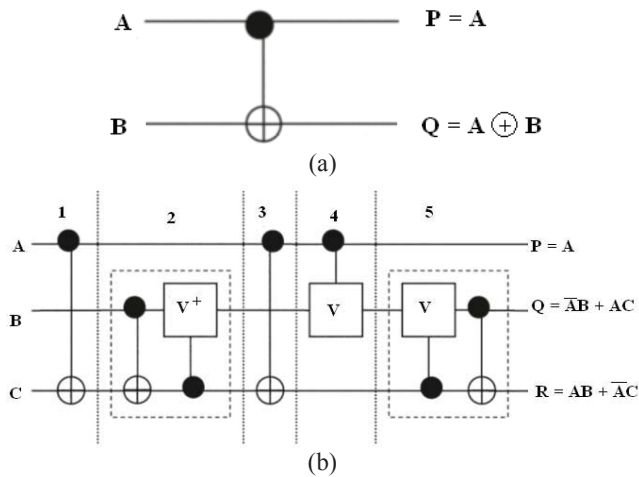 A P = A
B Q = A ⊕ B
(a)
1 2 3 4 5
A P = A
B V⁺ V V Q = A̅B + AC
C R = AB + A̅C
(b)